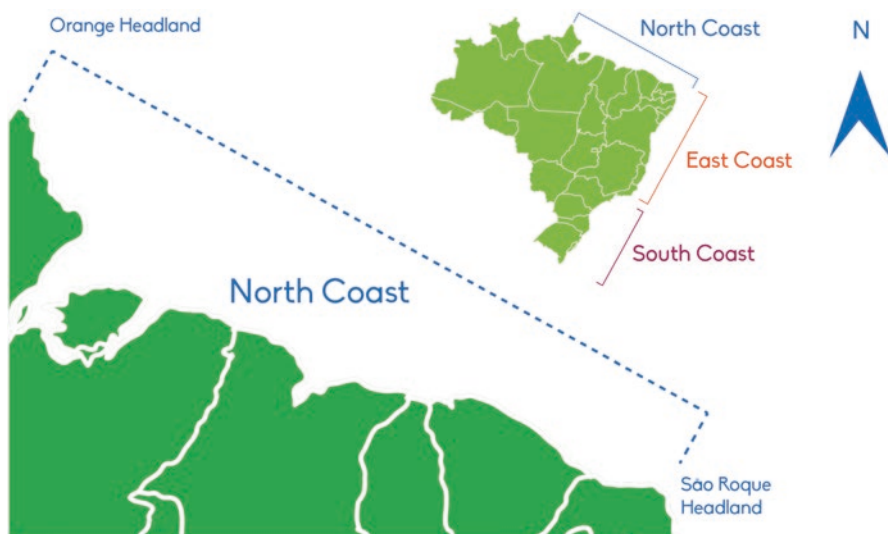 Orange Headland
North Coast
N
East Coast
South Coast
North Coast
São Roque
Headland